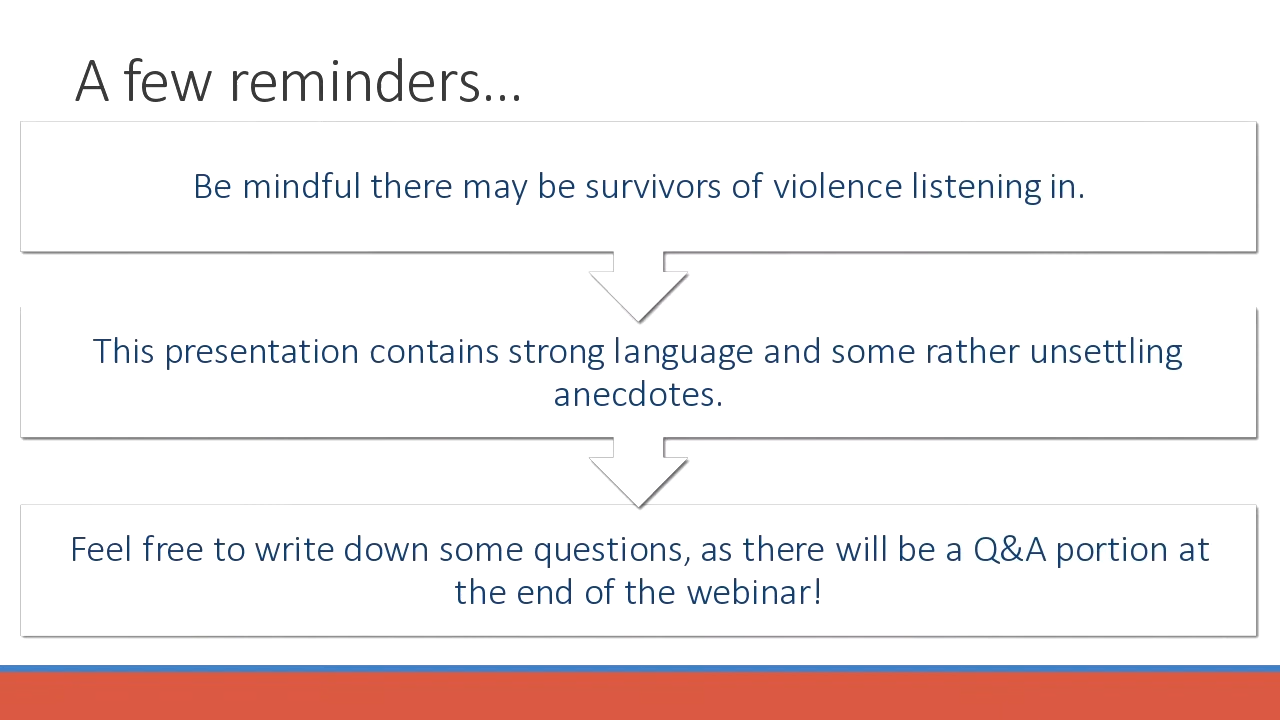 A few reminders...
Be mindful there may be survivors of violence listening in.
This presentation contains strong language and some rather unsettling
anecdotes.
Feel free to write down some questions, as there will be a Q&A portion at
the end of the webinar!